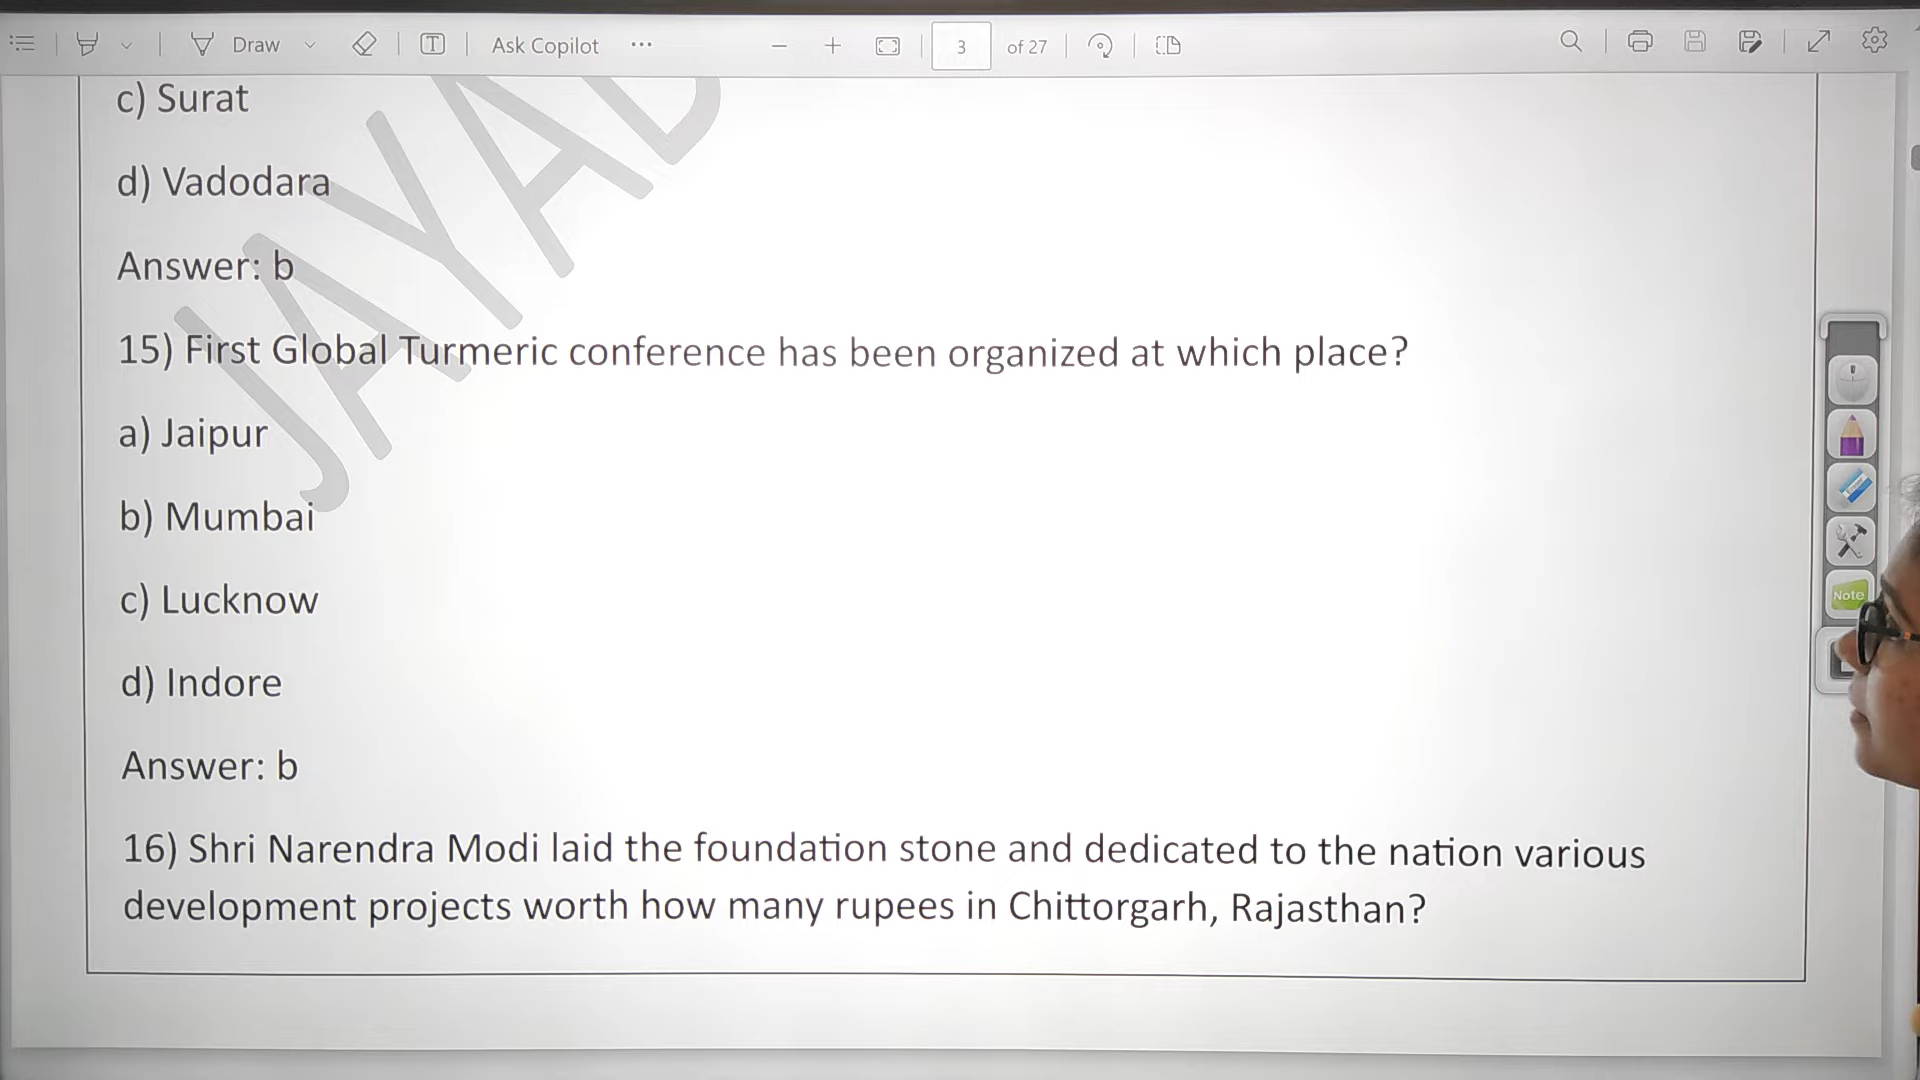 Draw
Ask Copilot
3 of 27
c) Surat
d) Vadodara
Answer: b
15) First Global Turmeric conference has been organized at which place?
a) Jaipur
b) Mumbai
c) Lucknow
d) Indore
Answer: b
16) Shri Narendra Modi laid the foundation stone and dedicated to the nation various
development projects worth how many rupees in Chittorgarh, Rajasthan?
Note